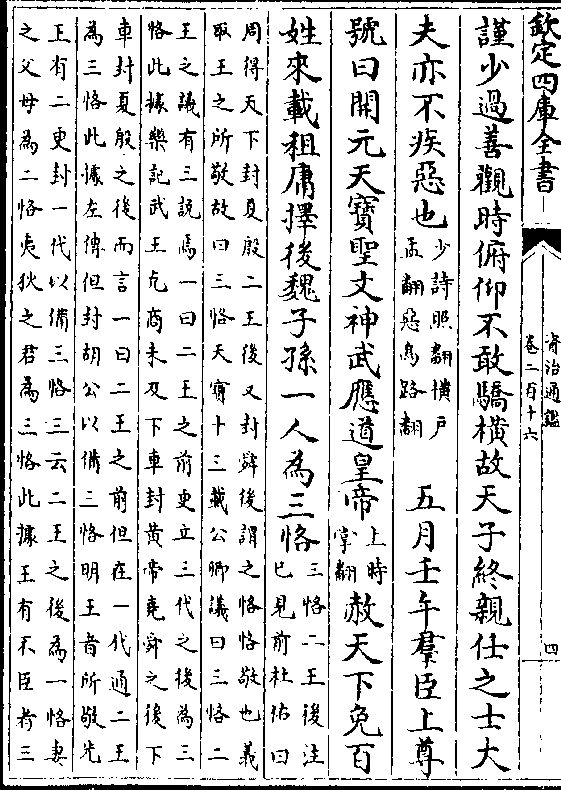 欽定四庫全書
資治通鑑
卷二百十六
四
謹少過善觀時俯仰不敢驕橫故天子終親仕之士大
夫亦不疾惡也少詩照翻橫戶孟翻惡烏路翻 五月壬午羣臣上尊
號曰開元天寶聖文神武應道皇帝上時掌翻赦天下免百
姓來載租庸擇後魏子孫一人為三恪三恪二王後注已見前杜佑曰
周得天下封夏殷二王後又封舜後謂之恪恪敬也義
取王之所敬故曰三恪天寶十三載公卿議曰三恪二
王之議有三説焉一曰二王之前更立三代之後為三
恪此據樂記武王克商未及下車封黄帝堯舜之後下
車封夏殷之後而言一曰二王之前但在一代通二王
為三恪此據左傳但封胡公以備三恪明王者所敬先
王有二更封一代以備三恪三云二王之後為一恪妻
之父母為二恪夷狄之君為三恪此據王有不臣者三